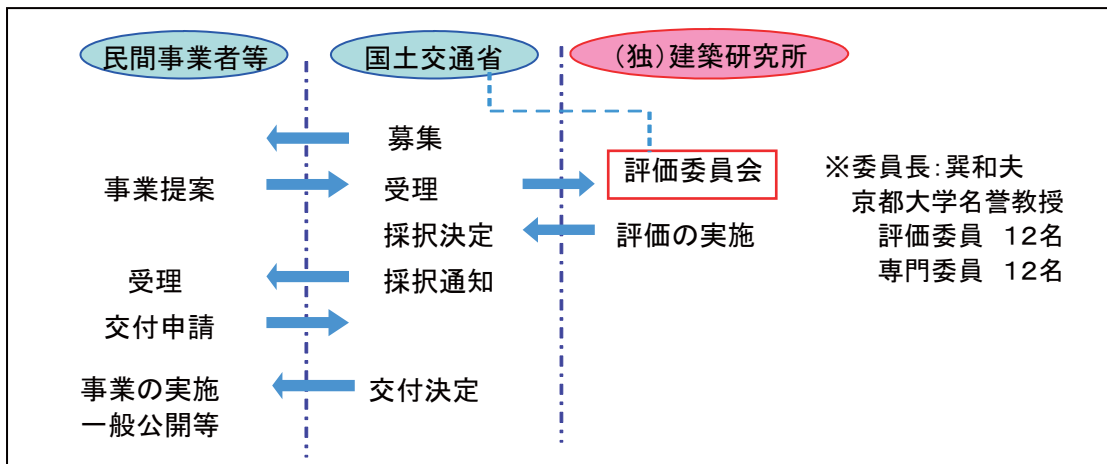 民間事業者等
国土交通省
(独)建築研究所
募集
事業提案
受理
評価委員会
採択決定
評価の実施
受理
採択通知
交付申請
事業の実施
一般公開等
交付決定
※委員長:巽和夫
京都大学名誉教授
評価委員 12名
専門委員 12名